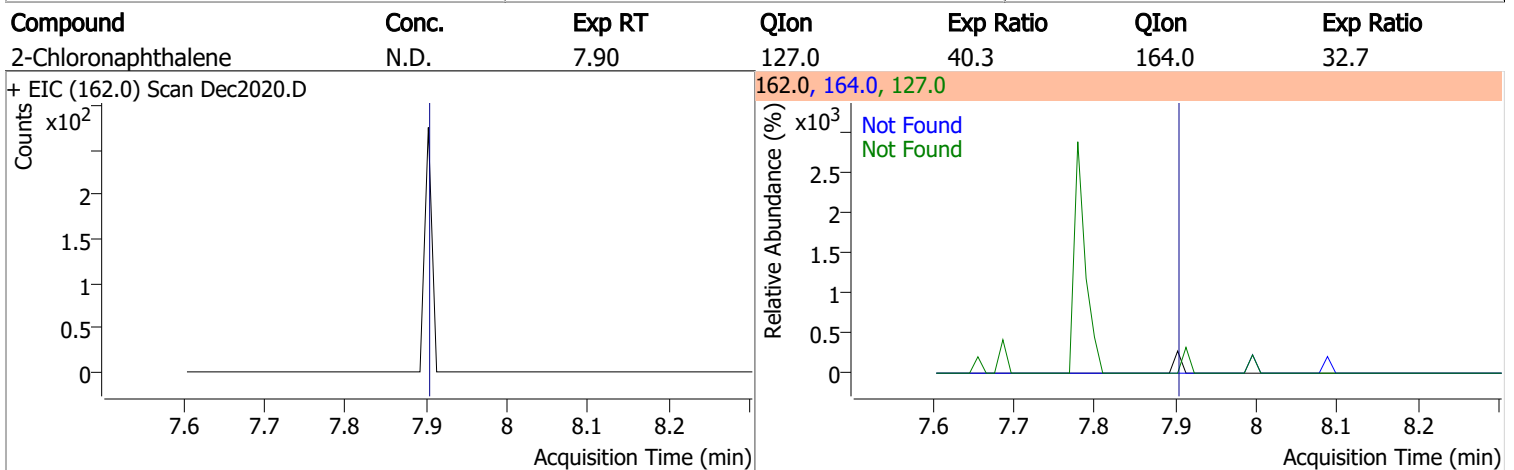 Compound Conc. Exp RT QIon Exp Ratio QIon Exp Ratio
2-Chloronaphthalene N.D. 7.90 127.0 40.3 164.0 32.7
+ EIC (162.0) Scan Dec2020.D
Counts
x10²
2
1.5
1
0.5
0
7.6 7.7 7.8 7.9 8 8.1 8.2
Acquisition Time (min)
162.0, 164.0, 127.0
Relative Abundance (%)
x10³
Not Found
Not Found
2.5
2
1.5
1
0.5
0
7.6 7.7 7.8 7.9 8 8.1 8.2
Acquisition Time (min)